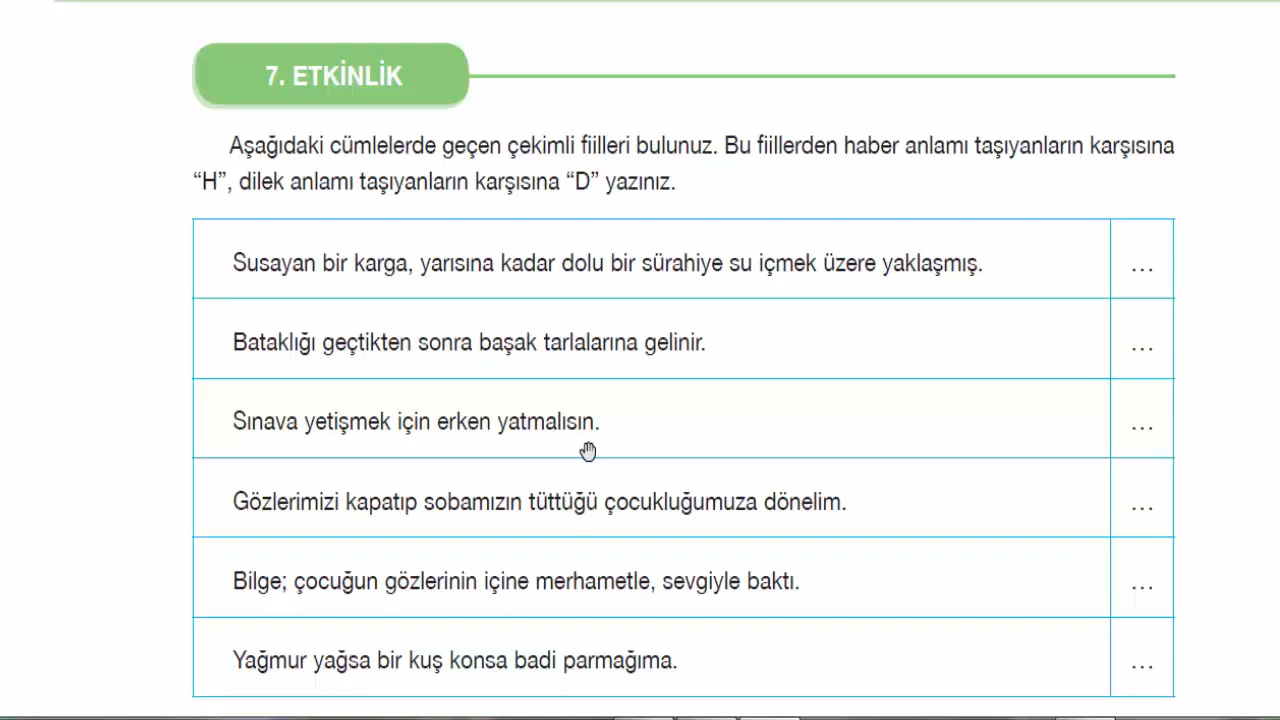 7. ETKİNLİK
Aşağıdaki cümlelerde geçen çekimli fiilleri bulunuz. Bu fiillerden haber anlamı taşıyanların karşısına
“H”, dilek anlamı taşıyanların karşısına “D” yazınız.
Susayan bir karga, yarısına kadar dolu bir sürahiye su içmek üzere yaklaşmış. ...
Bataklığı geçtikten sonra başak tarlalarına gelinir. ...
Sınava yetişmek için erken yatmalısın. ...
Gözlerimizi kapatıp sobamızın tüttüğü çocukluğumuza dönelim. ...
Bilge; çocuğun gözlerinin içine merhametle, sevgiyle baktı. ...
Yağmur yağsa bir kuş konsa badi parmağıma. ...